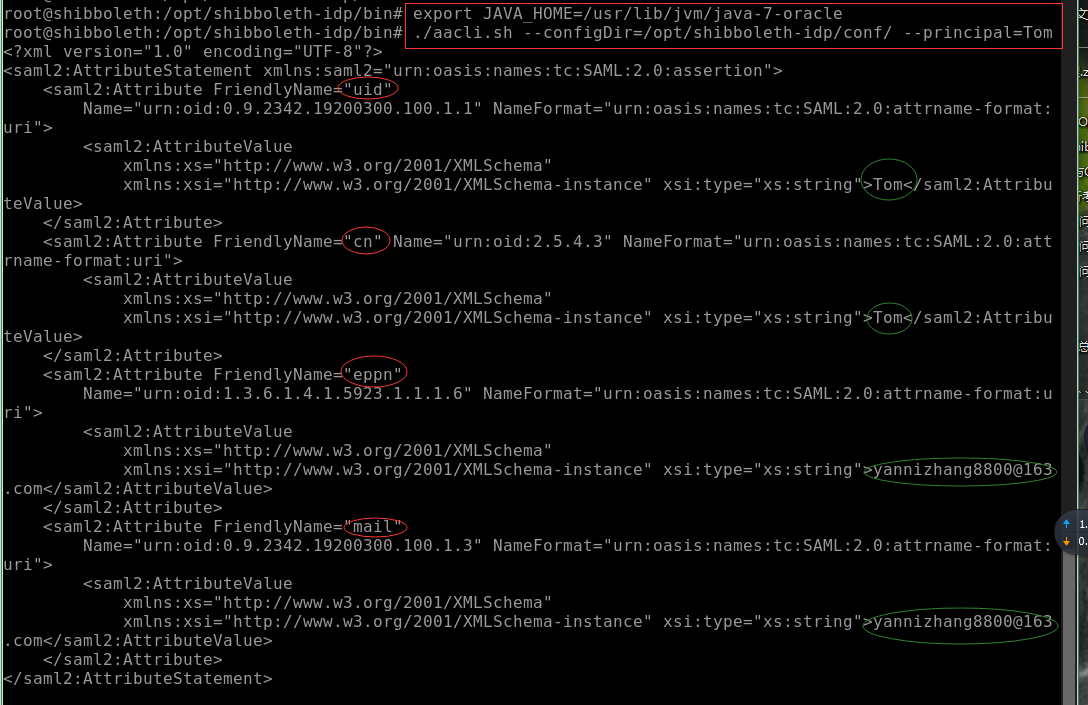 root@shibboleth:/opt/shibboleth-idp/bin# export JAVA_HOME=/usr/lib/jvm/java-7-oracle
root@shibboleth:/opt/shibboleth-idp/bin# ./aacli.sh --configDir=/opt/shibboleth-idp/conf/ --principal=Tom
<?xml version="1.0" encoding="UTF-8"?>
<saml2:AttributeStatement xmlns:saml2="urn:oasis:names:tc:SAML:2.0:assertion">
    <saml2:Attribute FriendlyName="uid"
        Name="urn:oid:0.9.2342.19200300.100.1.1" NameFormat="urn:oasis:names:tc:SAML:2.0:attrname-format:
uri">
        <saml2:AttributeValue
            xmlns:xs="http://www.w3.org/2001/XMLSchema"
            xmlns:xsi="http://www.w3.org/2001/XMLSchema-instance" xsi:type="xs:string">Tom</saml2:Attribu
teValue>
    </saml2:Attribute>
    <saml2:Attribute FriendlyName="cn" Name="urn:oid:2.5.4.3" NameFormat="urn:oasis:names:tc:SAML:2.0:att
rname-format:uri">
        <saml2:AttributeValue
            xmlns:xs="http://www.w3.org/2001/XMLSchema"
            xmlns:xsi="http://www.w3.org/2001/XMLSchema-instance" xsi:type="xs:string">Tom</saml2:Attribu
teValue>
    </saml2:Attribute>
    <saml2:Attribute FriendlyName="eppn"
        Name="urn:oid:1.3.6.1.4.1.5923.1.1.1.6" NameFormat="urn:oasis:names:tc:SAML:2.0:attrname-format:u
ri">
        <saml2:AttributeValue
            xmlns:xs="http://www.w3.org/2001/XMLSchema"
            xmlns:xsi="http://www.w3.org/2001/XMLSchema-instance" xsi:type="xs:string">yannizhang8800@163
.com</saml2:AttributeValue>
    </saml2:Attribute>
    <saml2:Attribute FriendlyName="mail"
        Name="urn:oid:0.9.2342.19200300.100.1.3" NameFormat="urn:oasis:names:tc:SAML:2.0:attrname-format:
uri">
        <saml2:AttributeValue
            xmlns:xs="http://www.w3.org/2001/XMLSchema"
            xmlns:xsi="http://www.w3.org/2001/XMLSchema-instance" xsi:type="xs:string">yannizhang8800@163
.com</saml2:AttributeValue>
    </saml2:Attribute>
</saml2:AttributeStatement>